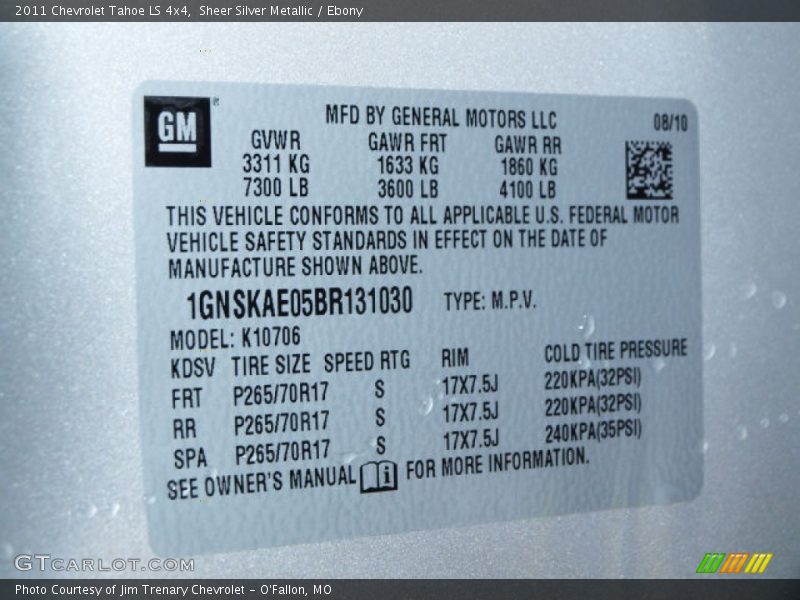 2011 Chevrolet Tahoe LS 4x4, Sheer Silver Metallic / Ebony
GM
MFD BY GENERAL MOTORS LLC 08/10
GVWR GAWR FRT GAWR RR
3311 KG 1633 KG 1860 KG
7300 LB 3600 LB 4100 LB
THIS VEHICLE CONFORMS TO ALL APPLICABLE U.S. FEDERAL MOTOR
VEHICLE SAFETY STANDARDS IN EFFECT ON THE DATE OF
MANUFACTURE SHOWN ABOVE.
1GNSKAE05BR131030 TYPE: M.P.V.
MODEL: K10706
KDSV TIRE SIZE SPEED RTG RIM COLD TIRE PRESSURE
FRT P265/70R17 S 17X7.5J 220KPA(32PSI)
RR P265/70R17 S 17X7.5J 220KPA(32PSI)
SPA P265/70R17 S 17X7.5J 240KPA(35PSI)
SEE OWNER'S MANUAL i FOR MORE INFORMATION.
GTCARLOT.COM
Photo Courtesy of Jim Trenary Chevrolet - O'Fallon, MO